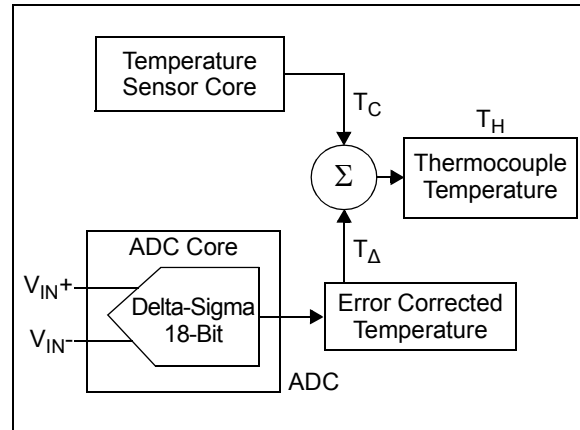 Temperature
Sensor Core
T_C
T_H
Σ
Thermocouple
Temperature
ADC Core
T_Δ
V_IN+
Delta-Sigma
18-Bit
V_IN-
Error Corrected
Temperature
ADC